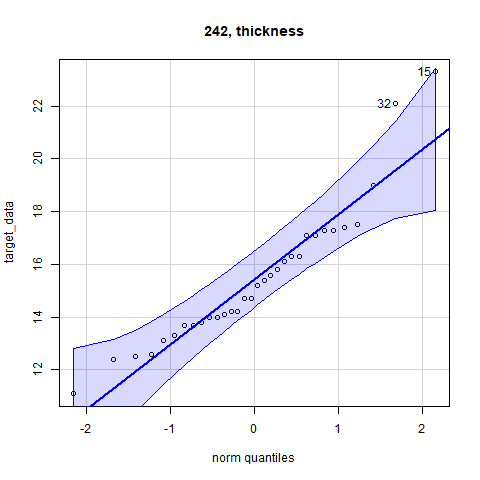 242, thickness
target_data
22
20
18
16
14
12
15
32
-2 -1 0 1 2
norm quantiles